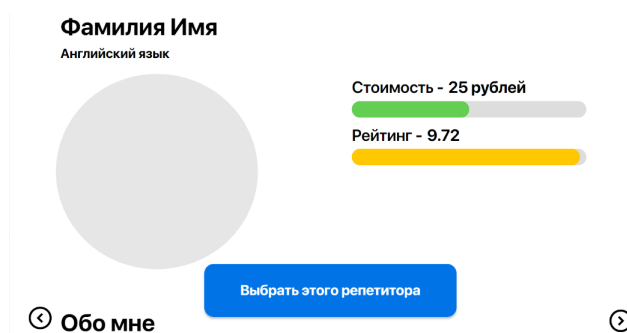 Фамилия Имя
Английский язык
Стоимость - 25 рублей
Рейтинг - 9.72
Выбрать этого репетитора
Обо мне